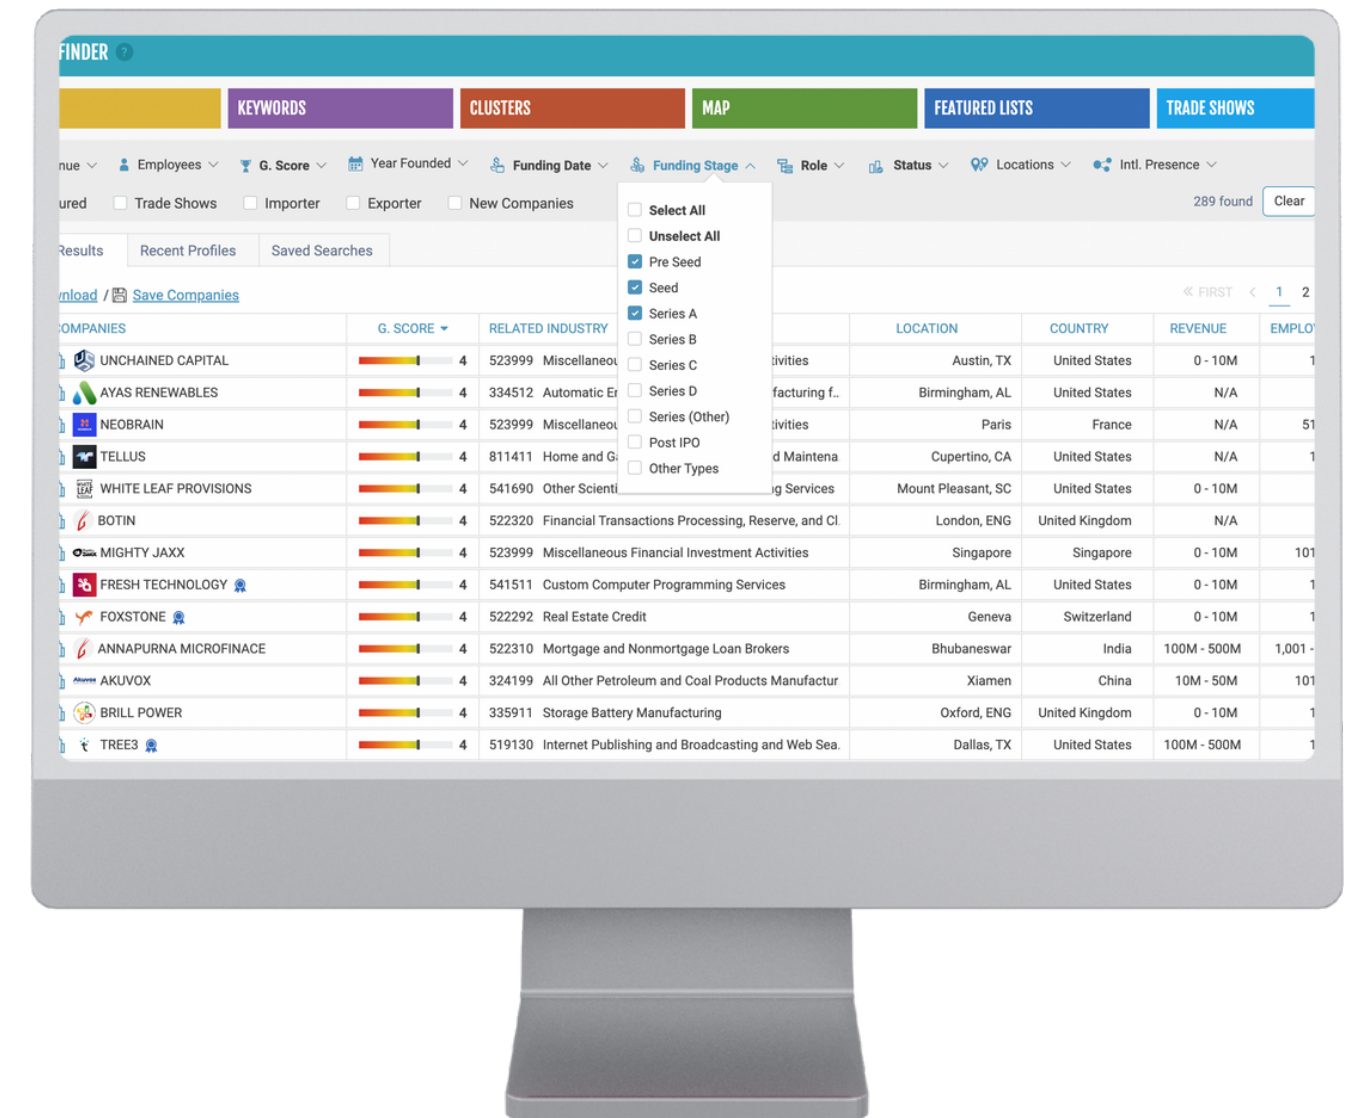 FINDER ?
KEYWORDS CLUSTERS MAP FEATURED LISTS TRADE SHOWS
nue Employees G. Score Year Founded Funding Date Funding Stage Role Status Locations Intl. Presence
ured Trade Shows Importer Exporter New Companies 289 found Clear
Select All
Unselect All
Pre Seed
Seed
Series A
Series B
Series C
Series D
Series (Other)
Post IPO
Other Types
Results Recent Profiles Saved Searches
wnload / Save Companies « FIRST < 1 2
COMPANIES G. SCORE RELATED INDUSTRY LOCATION COUNTRY REVENUE EMPLO
UNCHAINED CAPITAL 4 523999 Miscellaneou tivities Austin, TX United States 0 - 10M 1
AYAS RENEWABLES 4 334512 Automatic Er facturing f.. Birmingham, AL United States N/A 1
NEOBRAIN 4 523999 Miscellaneou tivities Paris France N/A 51
TELLUS 4 811411 Home and Ga d Maintena Cupertino, CA United States N/A 1
WHITE LEAF PROVISIONS 4 541690 Other Scienti ng Services Mount Pleasant, SC United States 0 - 10M
BOTIN 4 522320 Financial Transactions Processing, Reserve, and Cl. London, ENG United Kingdom N/A
MIGHTY JAXX 4 523999 Miscellaneous Financial Investment Activities Singapore Singapore 0 - 10M 101
FRESH TECHNOLOGY 4 541511 Custom Computer Programming Services Birmingham, AL United States 0 - 10M 1
FOXSTONE 4 522292 Real Estate Credit Geneva Switzerland 0 - 10M 1
ANNAPURNA MICROFINACE 4 522310 Mortgage and Nonmortgage Loan Brokers Bhubaneswar India 100M - 500M 1,001 -
Akuvox AKUVOX 4 324199 All Other Petroleum and Coal Products Manufactur Xiamen China 10M - 50M 101
BRILL POWER 4 335911 Storage Battery Manufacturing Oxford, ENG United Kingdom 0 - 10M 1
TREE3 4 519130 Internet Publishing and Broadcasting and Web Sea. Dallas, TX United States 100M - 500M 1